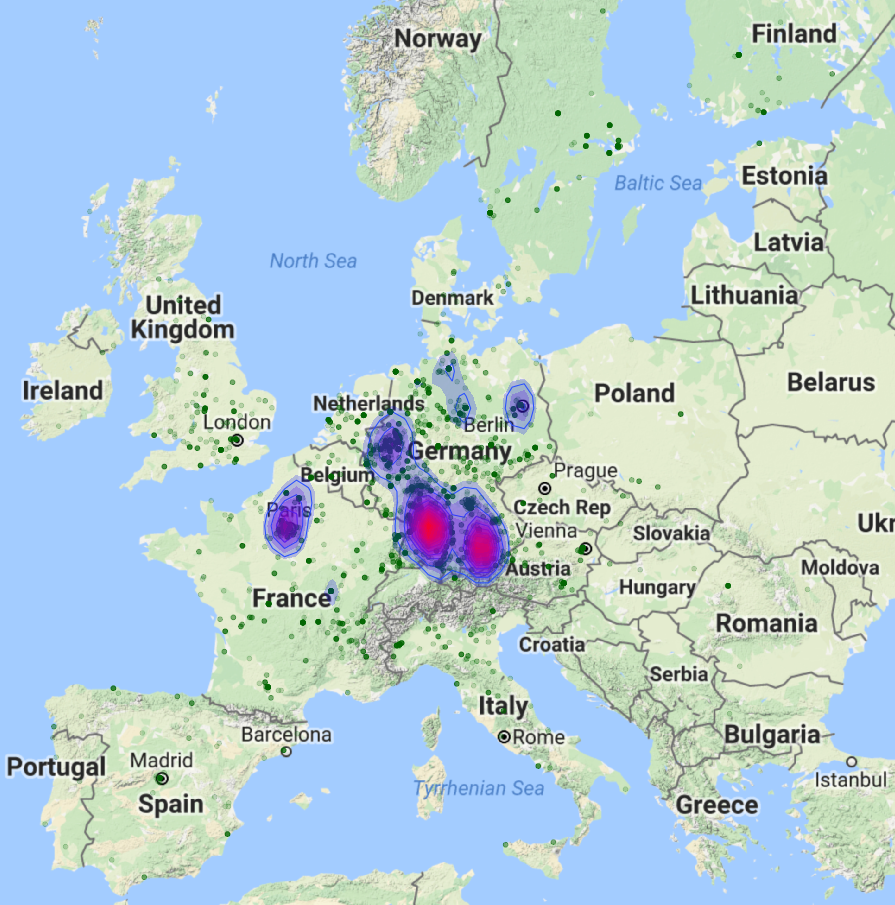 Norway
Finland
Baltic Sea
Estonia
Latvia
North Sea
Denmark
Lithuania
United
Kingdom
Ireland
Belarus
Netherlands
Poland
London
Berlin
Germany
Belgium
Prague
Paris
Czech Rep
Vienna
Slovakia
Ukr
Austria
Moldova
France
Hungary
Romania
Croatia
Serbia
Italy
Barcelona
Rome
Bulgaria
Portugal
Madrid
Istanbul
Tyrrhenian Sea
Spain
Greece